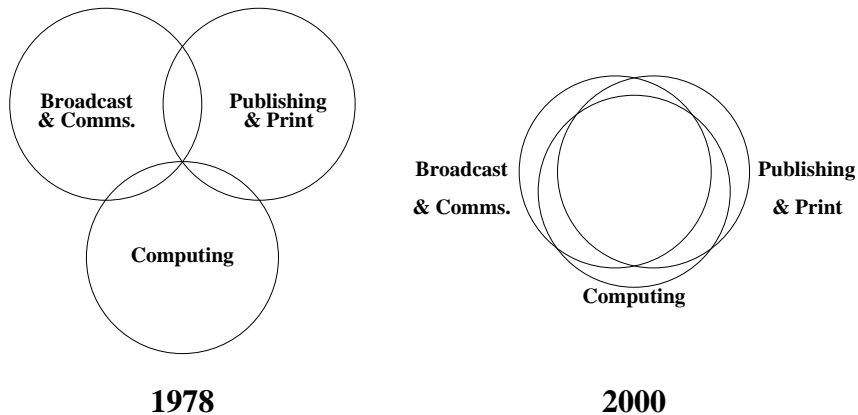 Broadcast
& Comms.
Publishing
& Print
Computing
1978
Broadcast
& Comms.
Publishing
& Print
Computing
2000